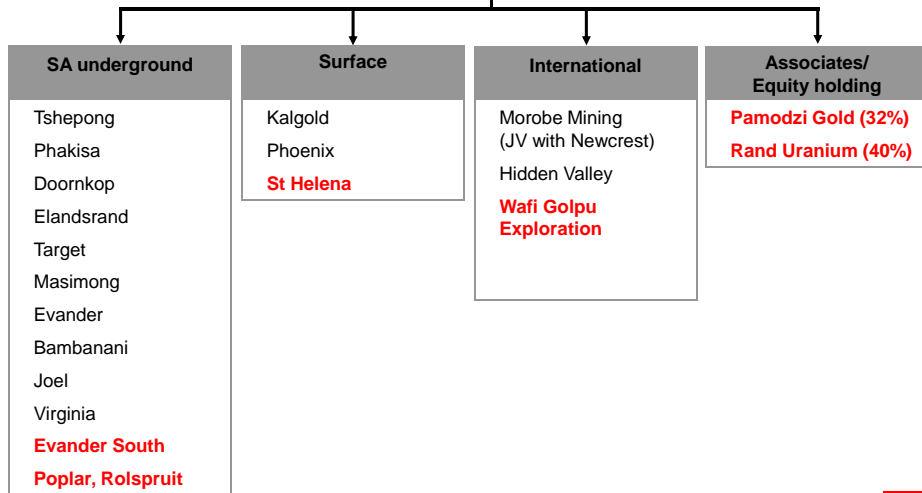 SA underground
Tshepong
Phakisa
Doornkop
Elandsrand
Target
Masimong
Evander
Bambanani
Joel
Virginia
Evander South
Poplar, Rolspruit
Surface
Kalgold
Phoenix
St Helena
International
Morobe Mining
(JV with Newcrest)
Hidden Valley
Wafi Golpu
Exploration
Associates/
Equity holding
Pamodzi Gold (32%)
Rand Uranium (40%)